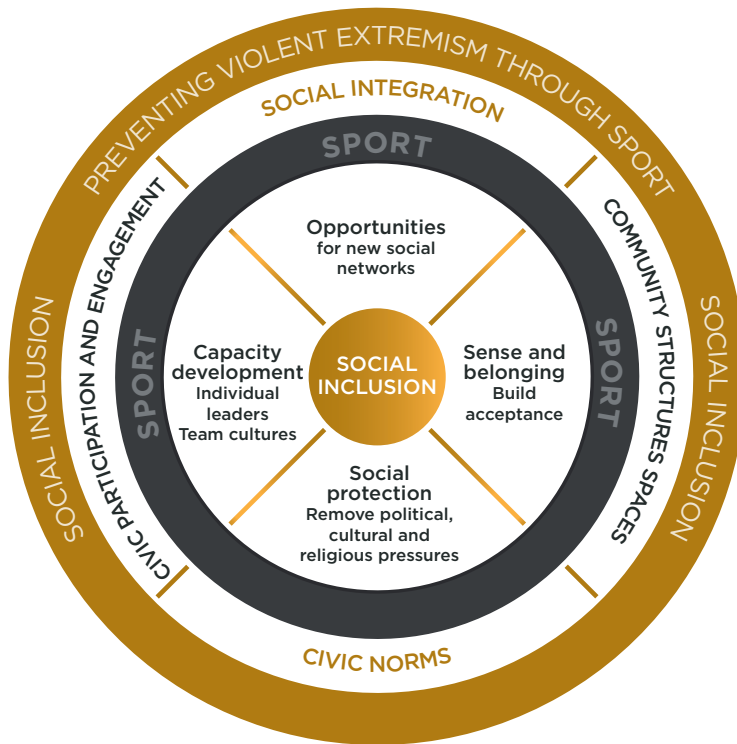 PREVENTING VIOLENT EXTREMISM THROUGH SPORT
SOCIAL INTEGRATION
SPORT
Opportunities
for new social
networks
SOCIAL INCLUSION
CIVIC PARTICIPATION AND ENGAGEMENT
SPORT
Capacity
development
Individual
leaders
Team cultures
SOCIAL
INCLUSION
Sense and
belonging
Build
acceptance
SPORT
COMMUNITY STRUCTURES SPACES
SOCIAL INCLUSION
Social
protection
Remove political,
cultural and
religious pressures
CIVIC NORMS